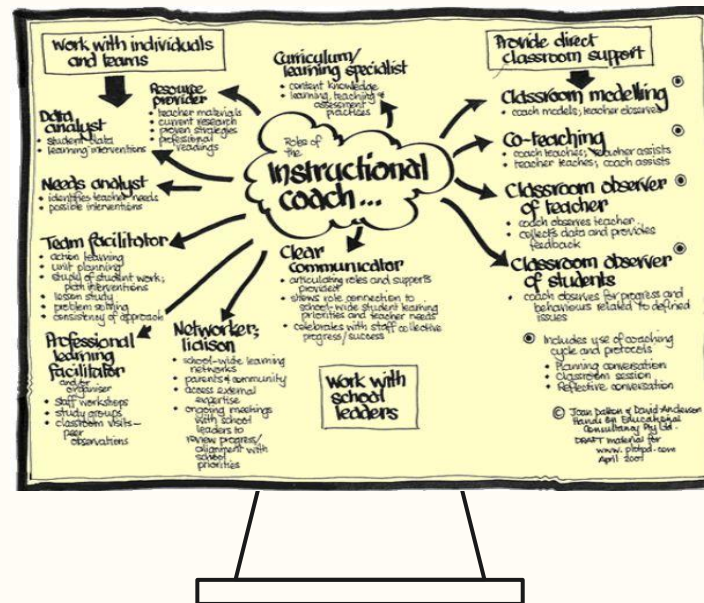 Work with individuals
and teams
Resource
provider
• teacher materials
• current research
• proven strategies
• professional
readings
Data
analyst
• student data
• learning interventions
Needs analyst
• identifies teacher needs
• possible interventions
Team facilitator
• action learning
• unit planning
• study of student work;
plan interventions
• lesson study
• problem solving
• consistency of approach
Professional
learning
facilitator
and/or
organiser
• staff workshops
• study groups
• classroom visits–
peer
observations
Networker;
liaison
• school-wide learning
networks
• parents & community
• access external
expertise
• ongoing meetings
with school
leaders to
review progress/
alignment with
school
priorities
Curriculum/
learning specialist
• content knowledge
• learning, teaching &
assessment
practices
Roles of
the
Instructional
coach...
Clear
communicator
• articulating roles and supports
provided
• shows role connection to
school-wide student learning
priorities and teacher needs
• celebrates with staff collective
progress/success
Work with
school
leaders
Provide direct
classroom support
Classroom modelling
• coach models; teacher observes
Co-teaching
• coach teaches; teacher assists
teacher teaches; coach assists
Classroom observer
of teacher
• coach observes teacher
• collects data and provides
feedback
Classroom observer
of students
• coach observes for progress and
behaviours related to defined
issues
Includes use of coaching
cycle and protocols
• Planning conversation
• Classroom session
• Reflective conversation
© Joan Dalton & David Anderson
Hands On Educational
Consultancy Pty Ltd.
DRAFT material for
www.plotpd.com
April 2007